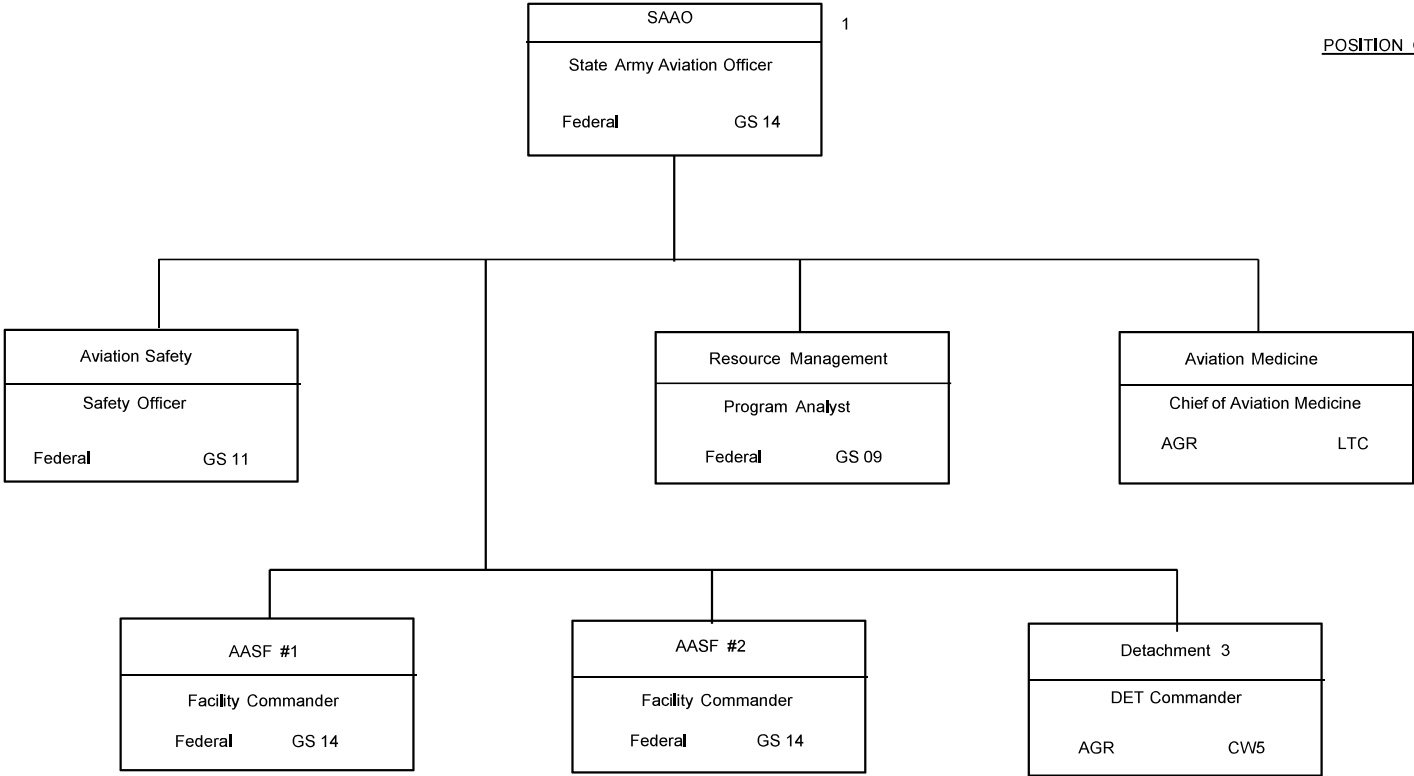 SAAO
1
POSITION
State Army Aviation Officer
Federal GS 14
Aviation Safety
Safety Officer
Federal GS 11
Resource Management
Program Analyst
Federal GS 09
Aviation Medicine
Chief of Aviation Medicine
AGR LTC
AASF #1
Facility Commander
Federal GS 14
AASF #2
Facility Commander
Federal GS 14
Detachment 3
DET Commander
AGR CW5